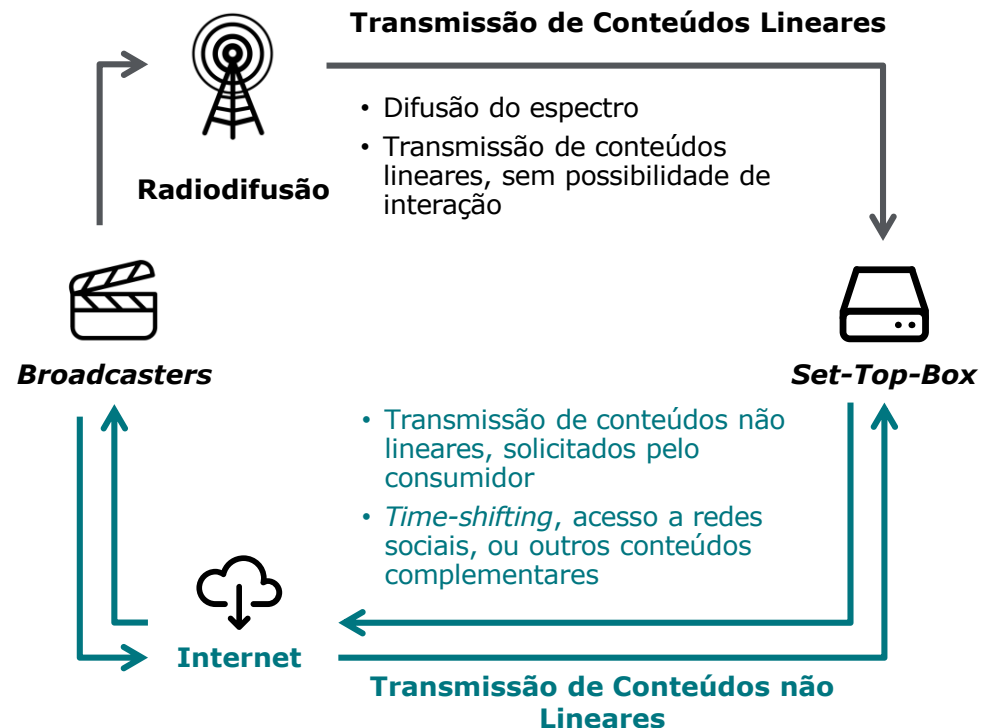 Transmissão de Conteúdos Lineares
• Difusão do espectro
• Transmissão de conteúdos
lineares, sem possibilidade de
interação
Radiodifusão
Broadcasters
Set-Top-Box
• Transmissão de conteúdos não
lineares, solicitados pelo
consumidor
• Time-shifting, acesso a redes
sociais, ou outros conteúdos
complementares
Internet
Transmissão de Conteúdos não
Lineares